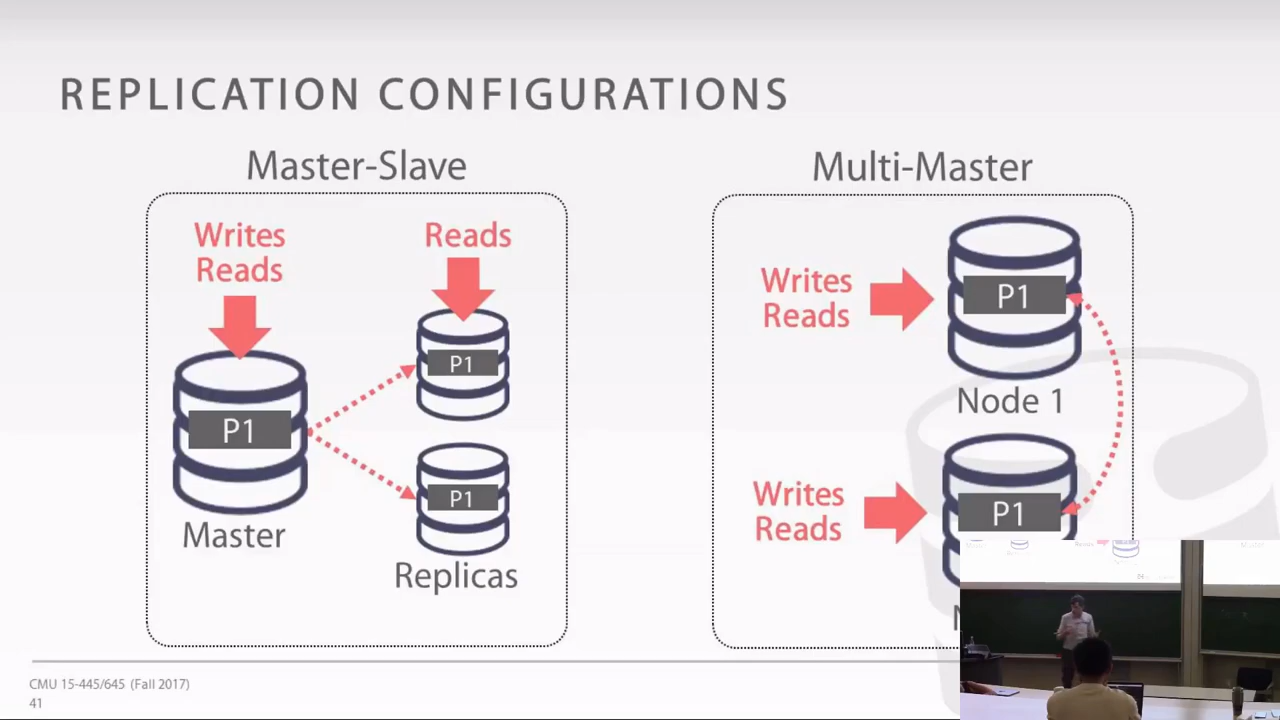 REPLICATION CONFIGURATIONS
Master-Slave
Writes
Reads
Reads
P1
P1
P1
Master
Replicas
Multi-Master
Writes
Reads
P1
Node 1
Writes
Reads
P1
CMU 15-445/645 (Fall 2017)
41